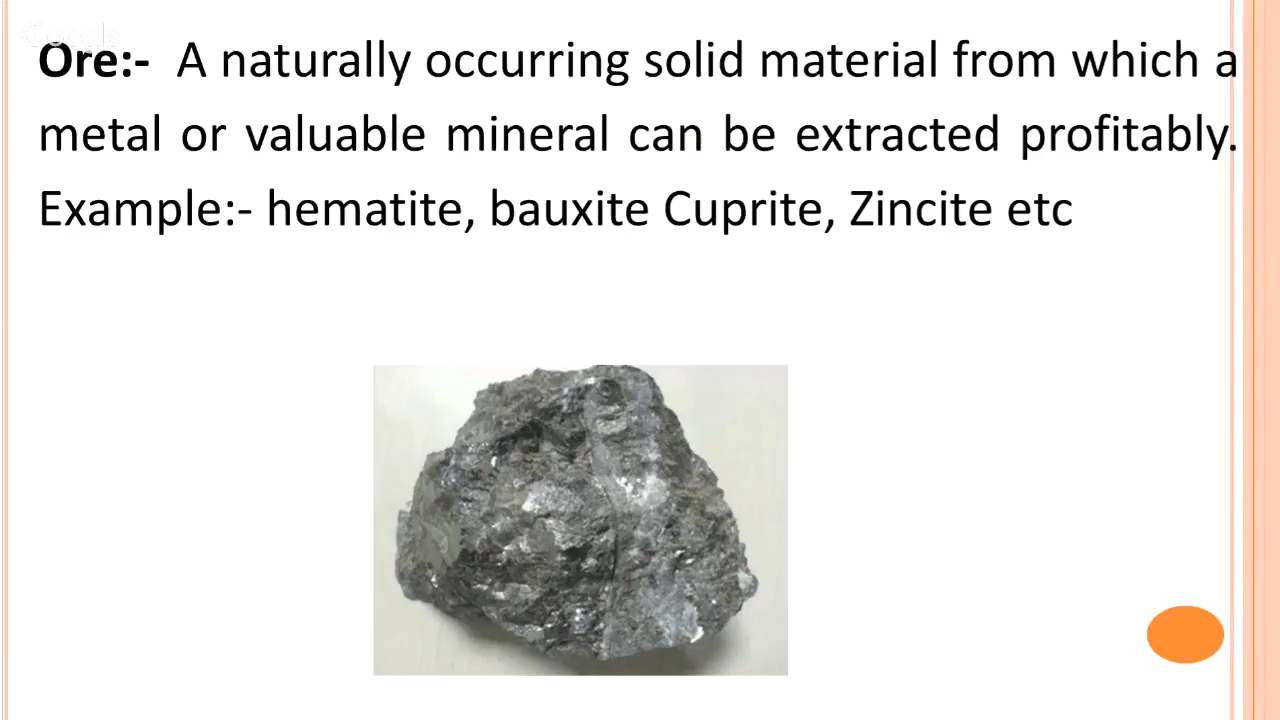 Ore:- A naturally occurring solid material from which a
metal or valuable mineral can be extracted profitably.
Example:- hematite, bauxite Cuprite, Zincite etc